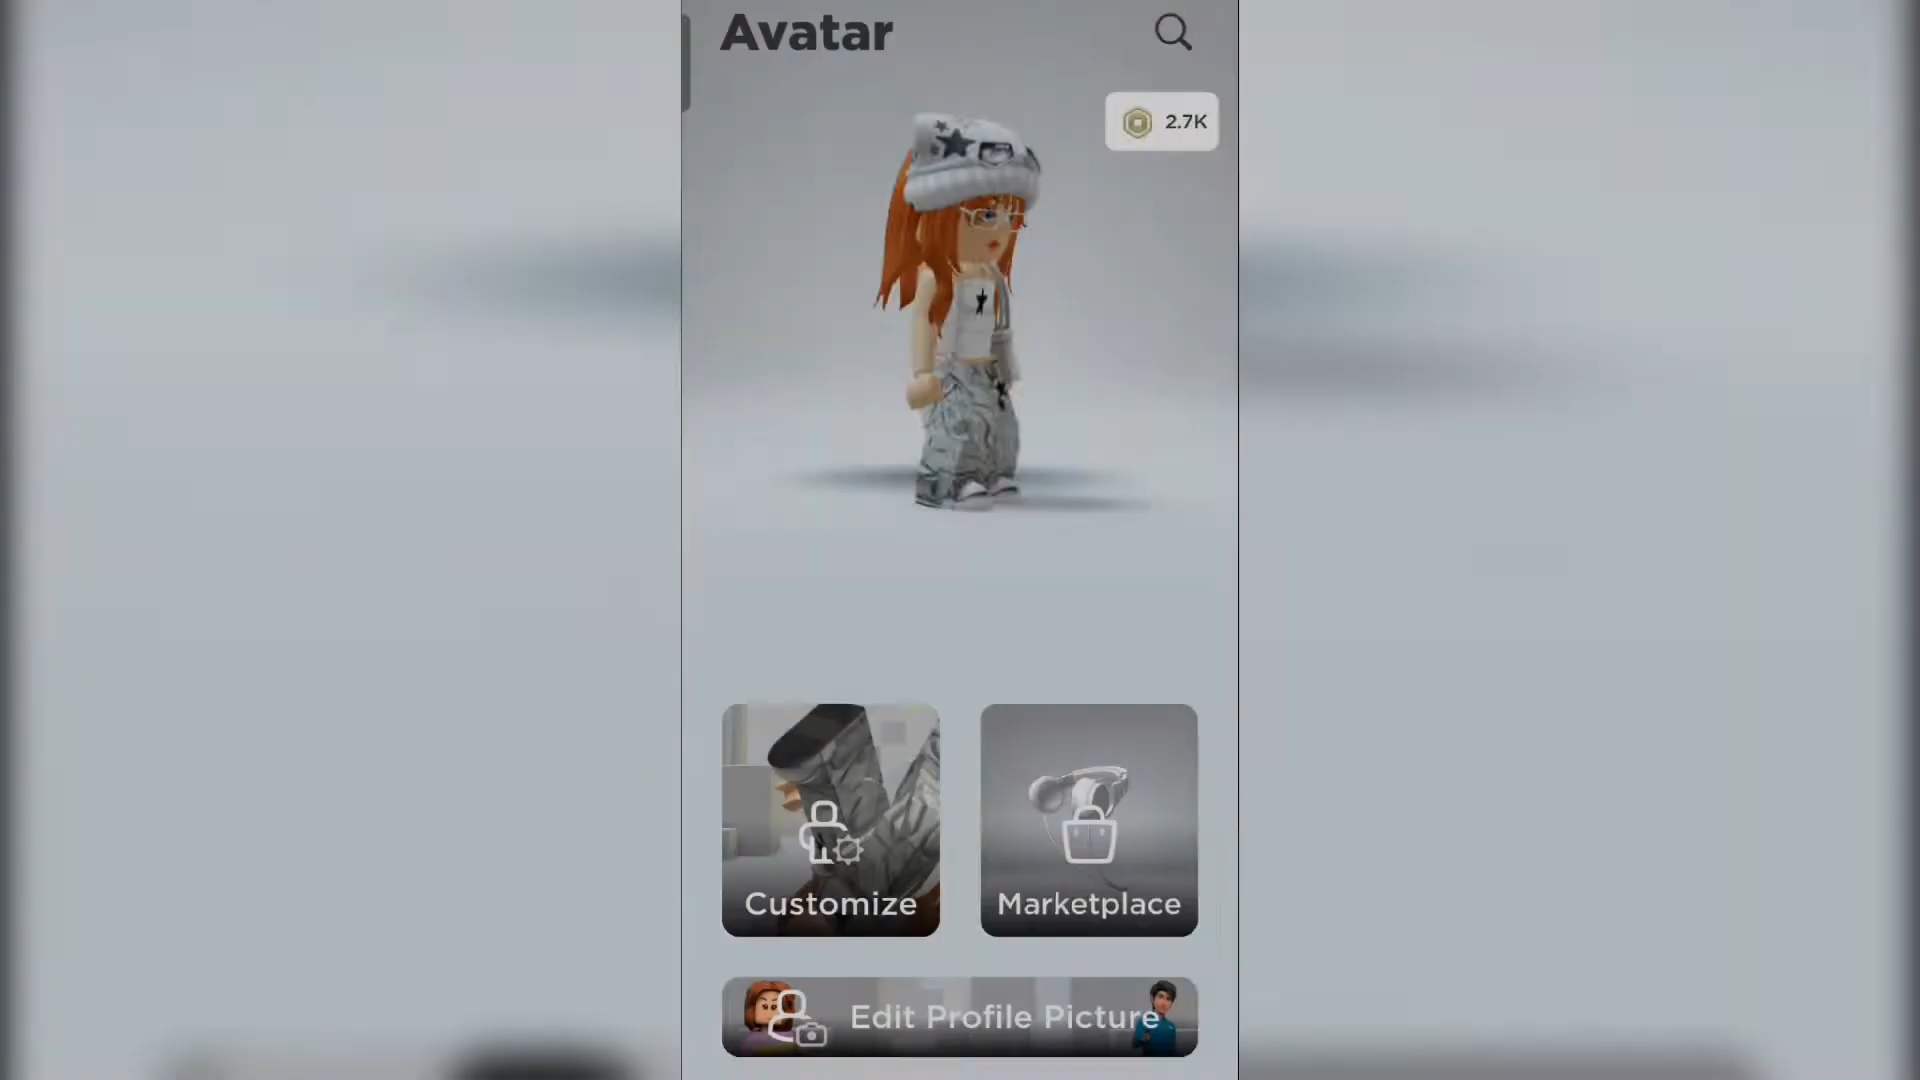 Avatar
2.7K
Customize
Marketplace
Edit Profile Picture